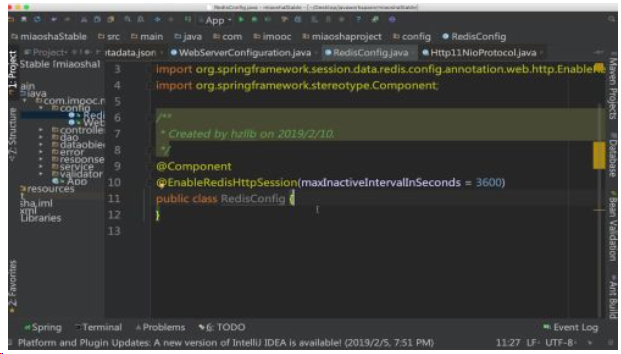 RedisConfig.java - miaoshaStable - [~/Desktop/javaworkspace/miaoshaStable]
App
miaoshaStable src main java com imooc miaoshaproject config RedisConfig
Project
tadata.json WebServerConfiguration.java RedisConfig.java Http11NioProtocol.java
1: Project
Stable [miaoshal
ain
java
com.imooc.m
config
Redi
Web
controlle
dao
dataobje
error
response
service
validator
App
resources
t
sha.iml
xml
Libraries
Z: Structure
2: Favorites
3 import org.springframework.session.data.redis.config.annotation.web.http.EnableRe
4 import org.springframework.stereotype.Component;
5
6 /**
7 * Created by hzllb on 2019/2/10.
8 */
9 @Component
10 @EnableRedisHttpSession(maxInactiveIntervalInSeconds = 3600)
11 public class RedisConfig {
12 }
13
Maven Projects
Database
Bean Validation
Ant Build
Spring Terminal Problems 6: TODO Event Log
Platform and Plugin Updates: A new version of IntelliJ IDEA is available! (2019/2/5, 7:51 PM) 11:27 LF UTF-8